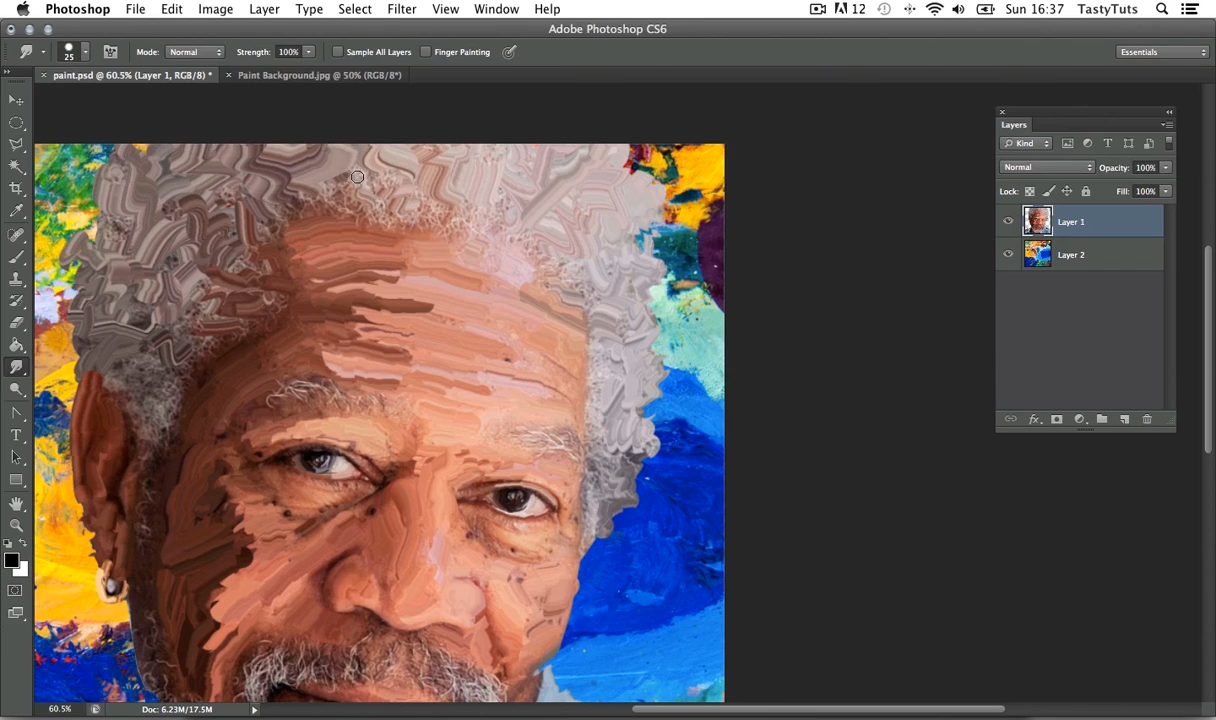 Photoshop File Edit Image Layer Type Select Filter View Window Help 12 Sun 16:37 TastyTuts
Adobe Photoshop CS6
25 Mode: Normal Strength: 100% Sample All Layers Finger Painting Essentials
paint.psd @ 60.5% (Layer 1, RGB/8) * Paint Background.jpg @ 50% (RGB/8*)
Layers
Kind
Normal Opacity: 100%
Lock: Fill: 100%
Layer 1
Layer 2
60.5% Doc: 6.23M/17.5M